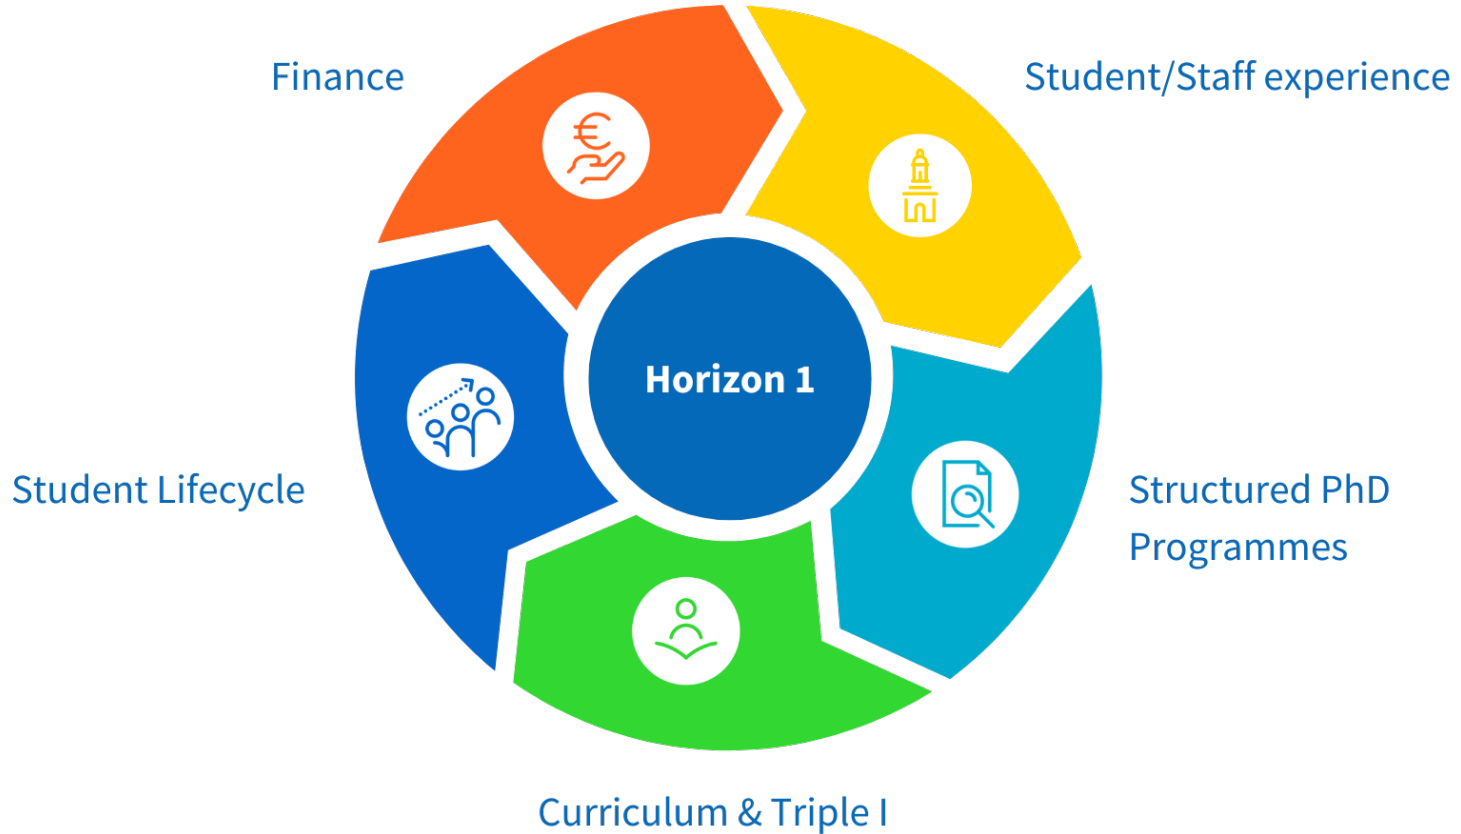 Finance
Student/Staff experience
Horizon 1
Student Lifecycle
Structured PhD
Programmes
Curriculum & Triple I